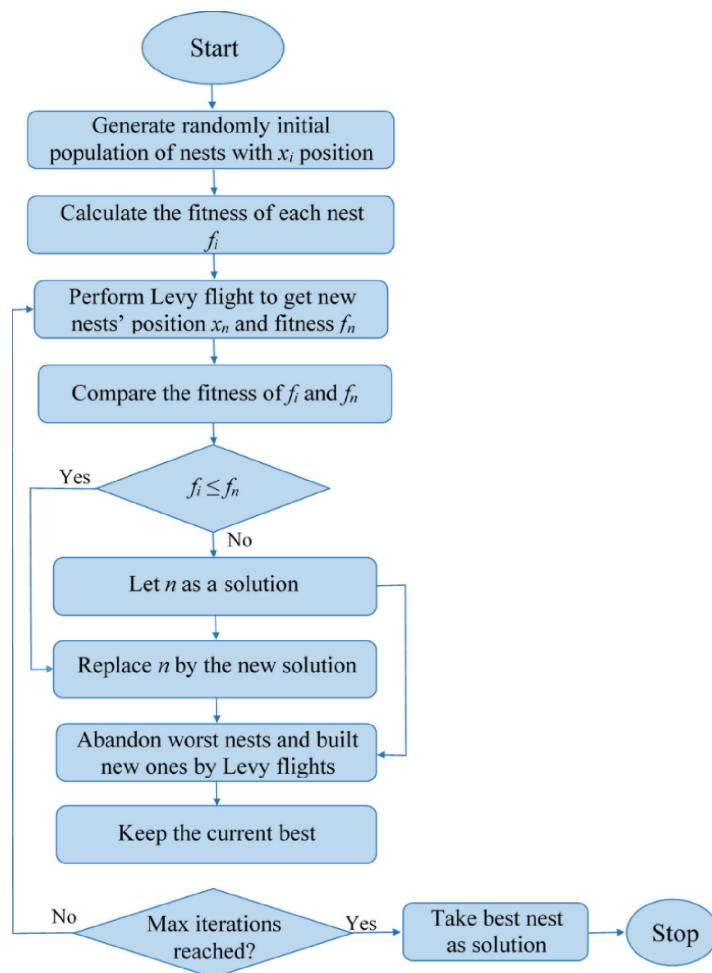 Start
Generate randomly initial
population of nests with xi position
Calculate the fitness of each nest
fi
Perform Levy flight to get new
nests' position xn and fitness fn
Compare the fitness of fi and fn
Yes
fi ≤ fn
No
Let n as a solution
Replace n by the new solution
Abandon worst nests and built
new ones by Levy flights
Keep the current best
No
Max iterations
reached?
Yes
Take best nest
as solution
Stop